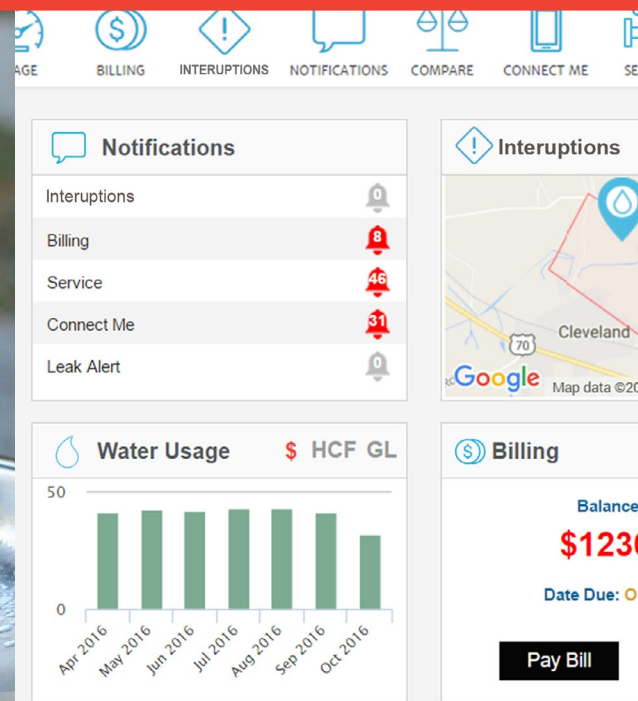 AGE BILLING INTERUPTIONS NOTIFICATIONS COMPARE CONNECT ME SE
Notifications
Interuptions 0
Billing 8
Service 46
Connect Me 31
Leak Alert 0
Interuptions
70
Cleveland
Google Map data ©20
Water Usage $ HCF GL
50
0
Apr 2016 May 2016 Jun 2016 Jul 2016 Aug 2016 Sep 2016 Oct 2016
Billing
Balance
$1230
Date Due: O
Pay Bill